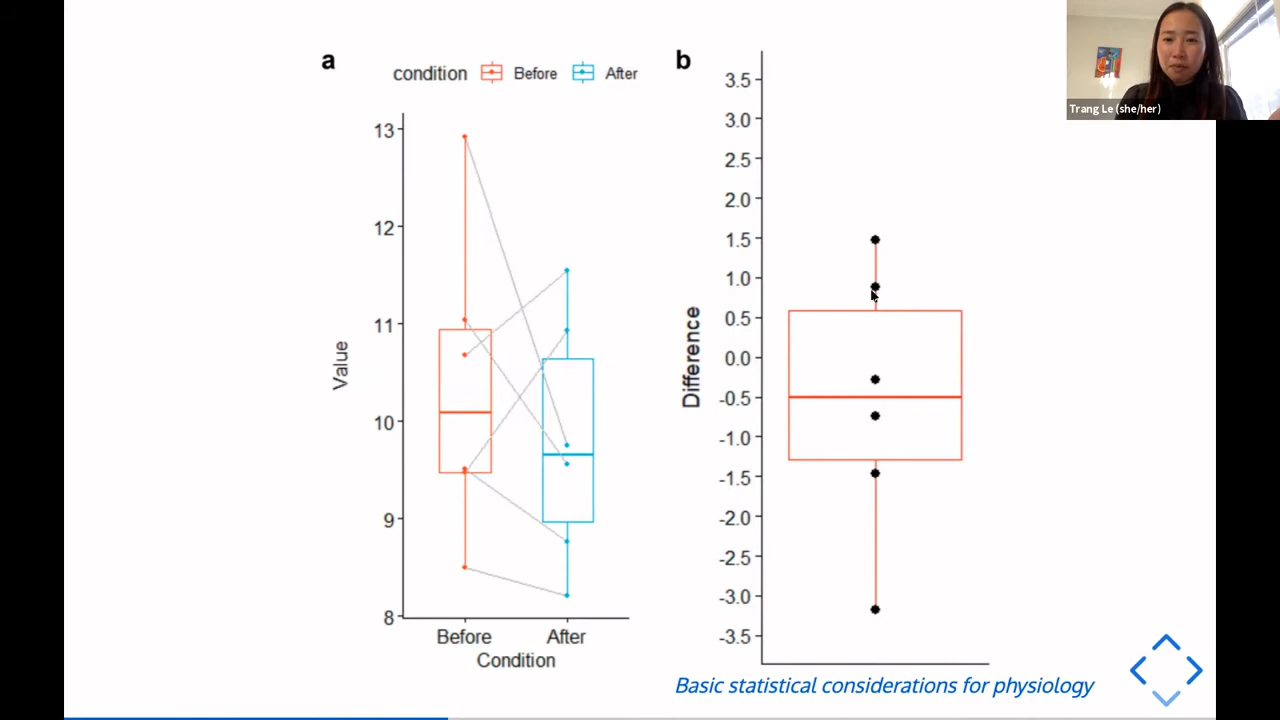 a
condition Before After
13
12
11
10
9
8
Value
Before After
Condition
b
3.5
3.0
2.5
2.0
1.5
1.0
0.5
0.0
-0.5
-1.0
-1.5
-2.0
-2.5
-3.0
-3.5
Difference
Basic statistical considerations for physiology
Trang Le (she/her)